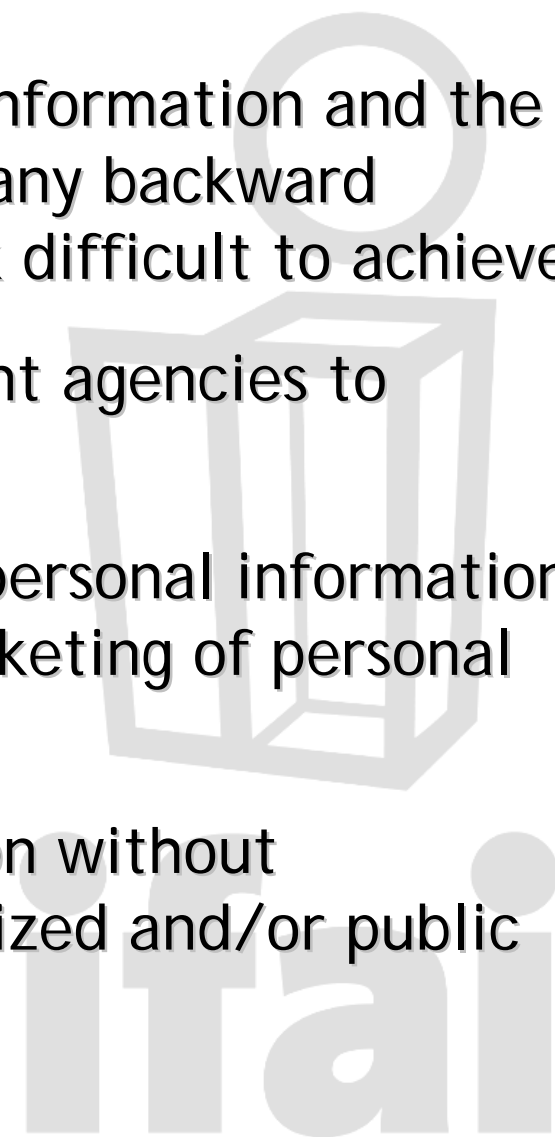 nformation and the
any backward
difficult to achieve
nt agencies to
personal information
keting of personal
on without
ized and/or public
ifai